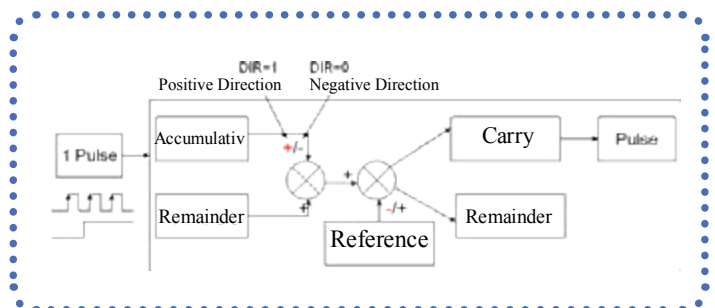 DIR=1 DIR=0
Positive Direction Negative Direction
Accumulativ
+/-
Carry
Pulse
1 Pulse
+
Remainder
+
-/+
Remainder
Reference